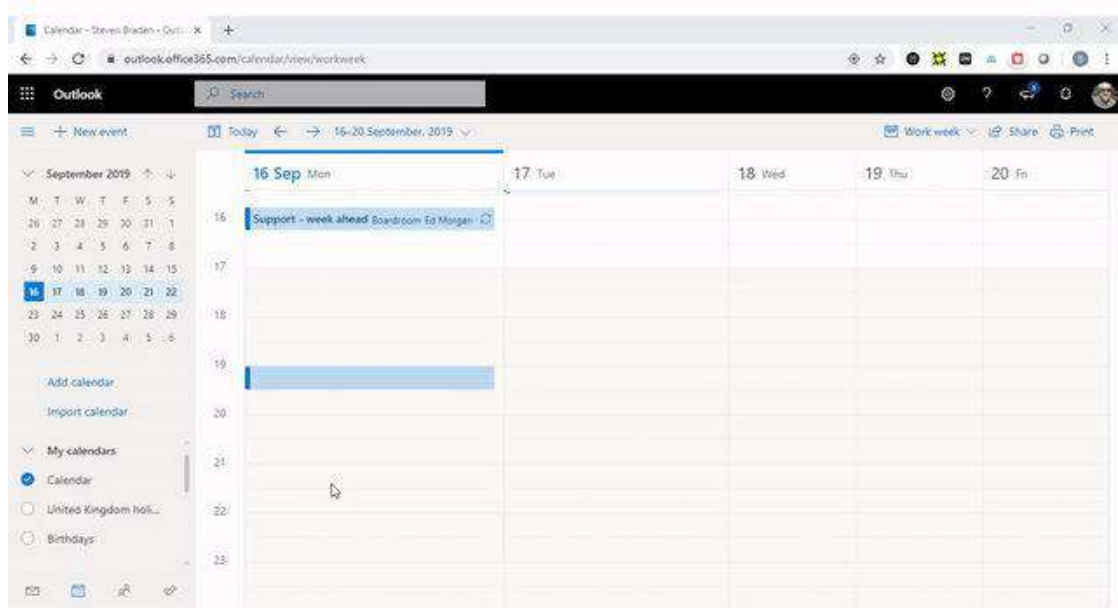 Calendar - Steven Braden - Outl
outlook.office365.com/calendar/view/workweek
Outlook
Search
New event
Today
16-20 September, 2019
Work week
Share
Print
September 2019
16 Sep Mon
17 Tue
18 Wed
19 Thu
20 Fri
M T W T F S S
26 27 28 29 30 31 1
2 3 4 5 6 7 8
9 10 11 12 13 14 15
16 17 18 19 20 21 22
23 24 25 26 27 28 29
30 1 2 3 4 5 6
16
Support - week ahead Boardroom Ed Morgan
17
18
19
20
21
22
23
Add calendar
Import calendar
My calendars
Calendar
United Kingdom holi...
Birthdays